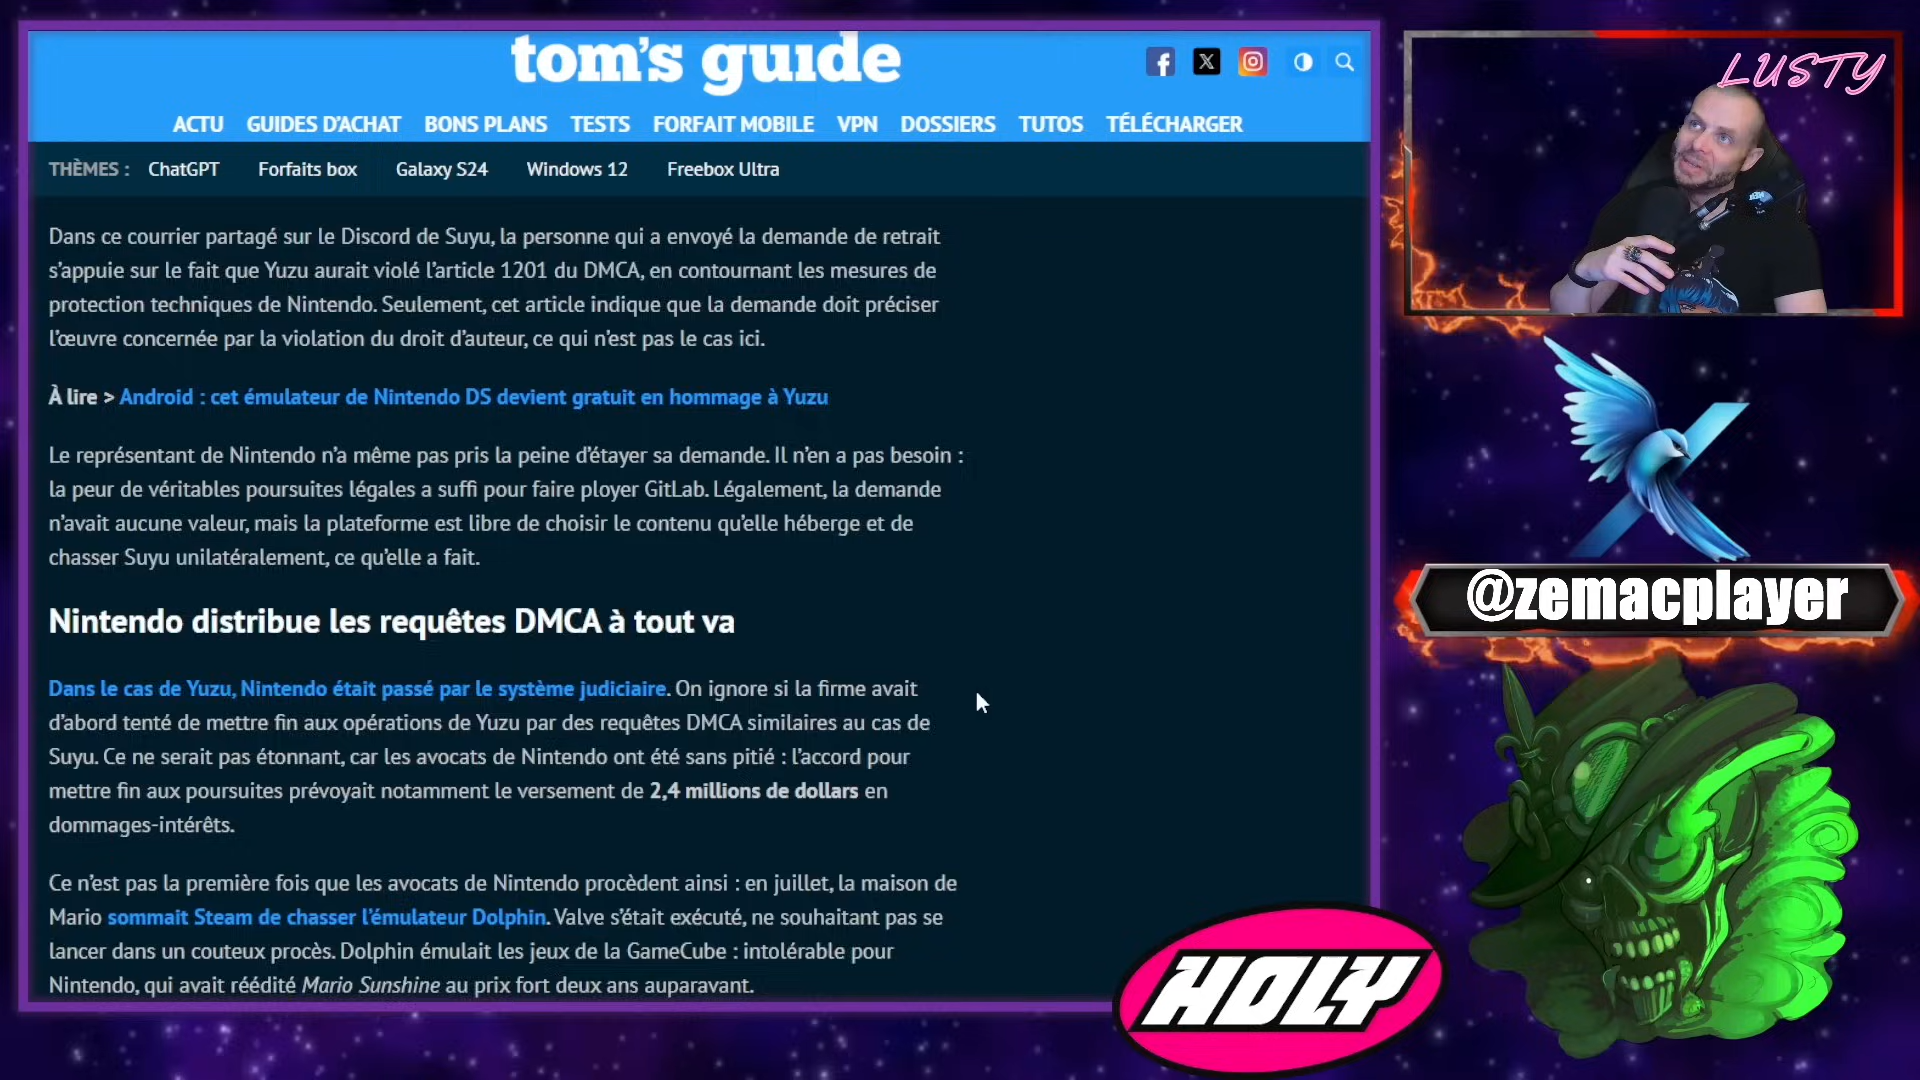 tom's guide
LUSTY
ACTU GUIDES D'ACHAT BONS PLANS TESTS FORFAIT MOBILE VPN DOSSIERS TUTOS TÉLÉCHARGER
THÈMES : ChatGPT Forfaits box Galaxy S24 Windows 12 Freebox Ultra
Dans ce courrier partagé sur le Discord de Suyu, la personne qui a envoyé la demande de retrait
s'appuie sur le fait que Yuzu aurait violé l'article 1201 du DMCA, en contournant les mesures de
protection techniques de Nintendo. Seulement, cet article indique que la demande doit préciser
l'œuvre concernée par la violation du droit d'auteur, ce qui n'est pas le cas ici.
À lire > Android : cet émulateur de Nintendo DS devient gratuit en hommage à Yuzu
Le représentant de Nintendo n'a même pas pris la peine d'étayer sa demande. Il n'en a pas besoin :
la peur de véritables poursuites légales a suffi pour faire ployer GitLab. Légalement, la demande
n'avait aucune valeur, mais la plateforme est libre de choisir le contenu qu'elle héberge et de
chasser Suyu unilatéralement, ce qu'elle a fait.
Nintendo distribue les requêtes DMCA à tout va
Dans le cas de Yuzu, Nintendo était passé par le système judiciaire. On ignore si la firme avait
d'abord tenté de mettre fin aux opérations de Yuzu par des requêtes DMCA similaires au cas de
Suyu. Ce ne serait pas étonnant, car les avocats de Nintendo ont été sans pitié : l'accord pour
mettre fin aux poursuites prévoyait notamment le versement de 2,4 millions de dollars en
dommages-intérêts.
Ce n'est pas la première fois que les avocats de Nintendo procèdent ainsi : en juillet, la maison de
Mario sommait Steam de chasser l'émulateur Dolphin. Valve s'était exécuté, ne souhaitant pas se
lancer dans un couteux procès. Dolphin émulait les jeux de la GameCube : intolérable pour
Nintendo, qui avait réédité Mario Sunshine au prix fort deux ans auparavant.
@zemacplayer
HOLY